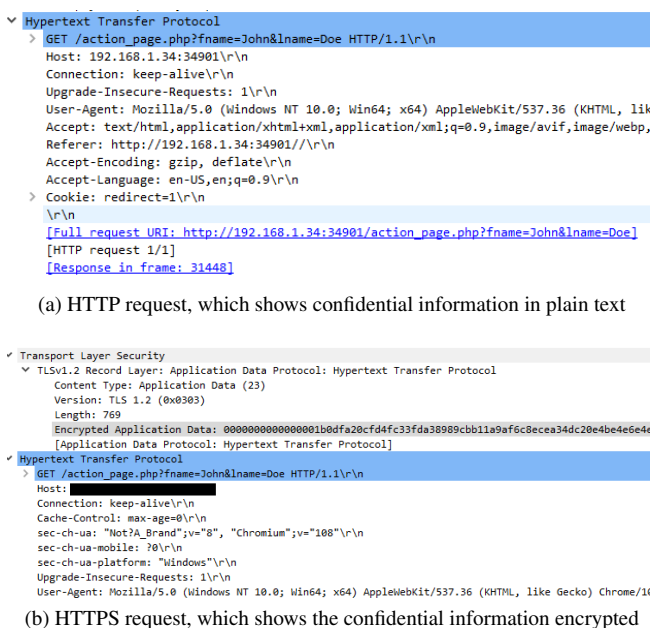 Hypertext Transfer Protocol
GET /action_page.php?fname=John&lname=Doe HTTP/1.1\r\n
Host: 192.168.1.34:34901\r\n
Connection: keep-alive\r\n
Upgrade-Insecure-Requests: 1\r\n
User-Agent: Mozilla/5.0 (Windows NT 10.0; Win64; x64) AppleWebKit/537.36 (KHTML, lik
Accept: text/html,application/xhtml+xml,application/xml;q=0.9,image/avif,image/webp,
Referer: http://192.168.1.34:34901//\r\n
Accept-Encoding: gzip, deflate\r\n
Accept-Language: en-US,en;q=0.9\r\n
Cookie: redirect=1\r\n
\r\n
[Full request URI: http://192.168.1.34:34901/action_page.php?fname=John&lname=Doe]
[HTTP request 1/1]
[Response in frame: 31448]
(a) HTTP request, which shows confidential information in plain text
Transport Layer Security
TLSv1.2 Record Layer: Application Data Protocol: Hypertext Transfer Protocol
Content Type: Application Data (23)
Version: TLS 1.2 (0x0303)
Length: 769
Encrypted Application Data: 0000000000000001b0dfa20cfd4fc33fda38989cbb11a9af6c8ecea34dc20e4be4e6e4e
[Application Data Protocol: Hypertext Transfer Protocol]
Hypertext Transfer Protocol
GET /action_page.php?fname=John&lname=Doe HTTP/1.1\r\n
Host:
Connection: keep-alive\r\n
Cache-Control: max-age=0\r\n
sec-ch-ua: "Not?A_Brand";v="8", "Chromium";v="108"\r\n
sec-ch-ua-mobile: ?0\r\n
sec-ch-ua-platform: "Windows"\r\n
Upgrade-Insecure-Requests: 1\r\n
User-Agent: Mozilla/5.0 (Windows NT 10.0; Win64; x64) AppleWebKit/537.36 (KHTML, like Gecko) Chrome/10
(b) HTTPS request, which shows the confidential information encrypted